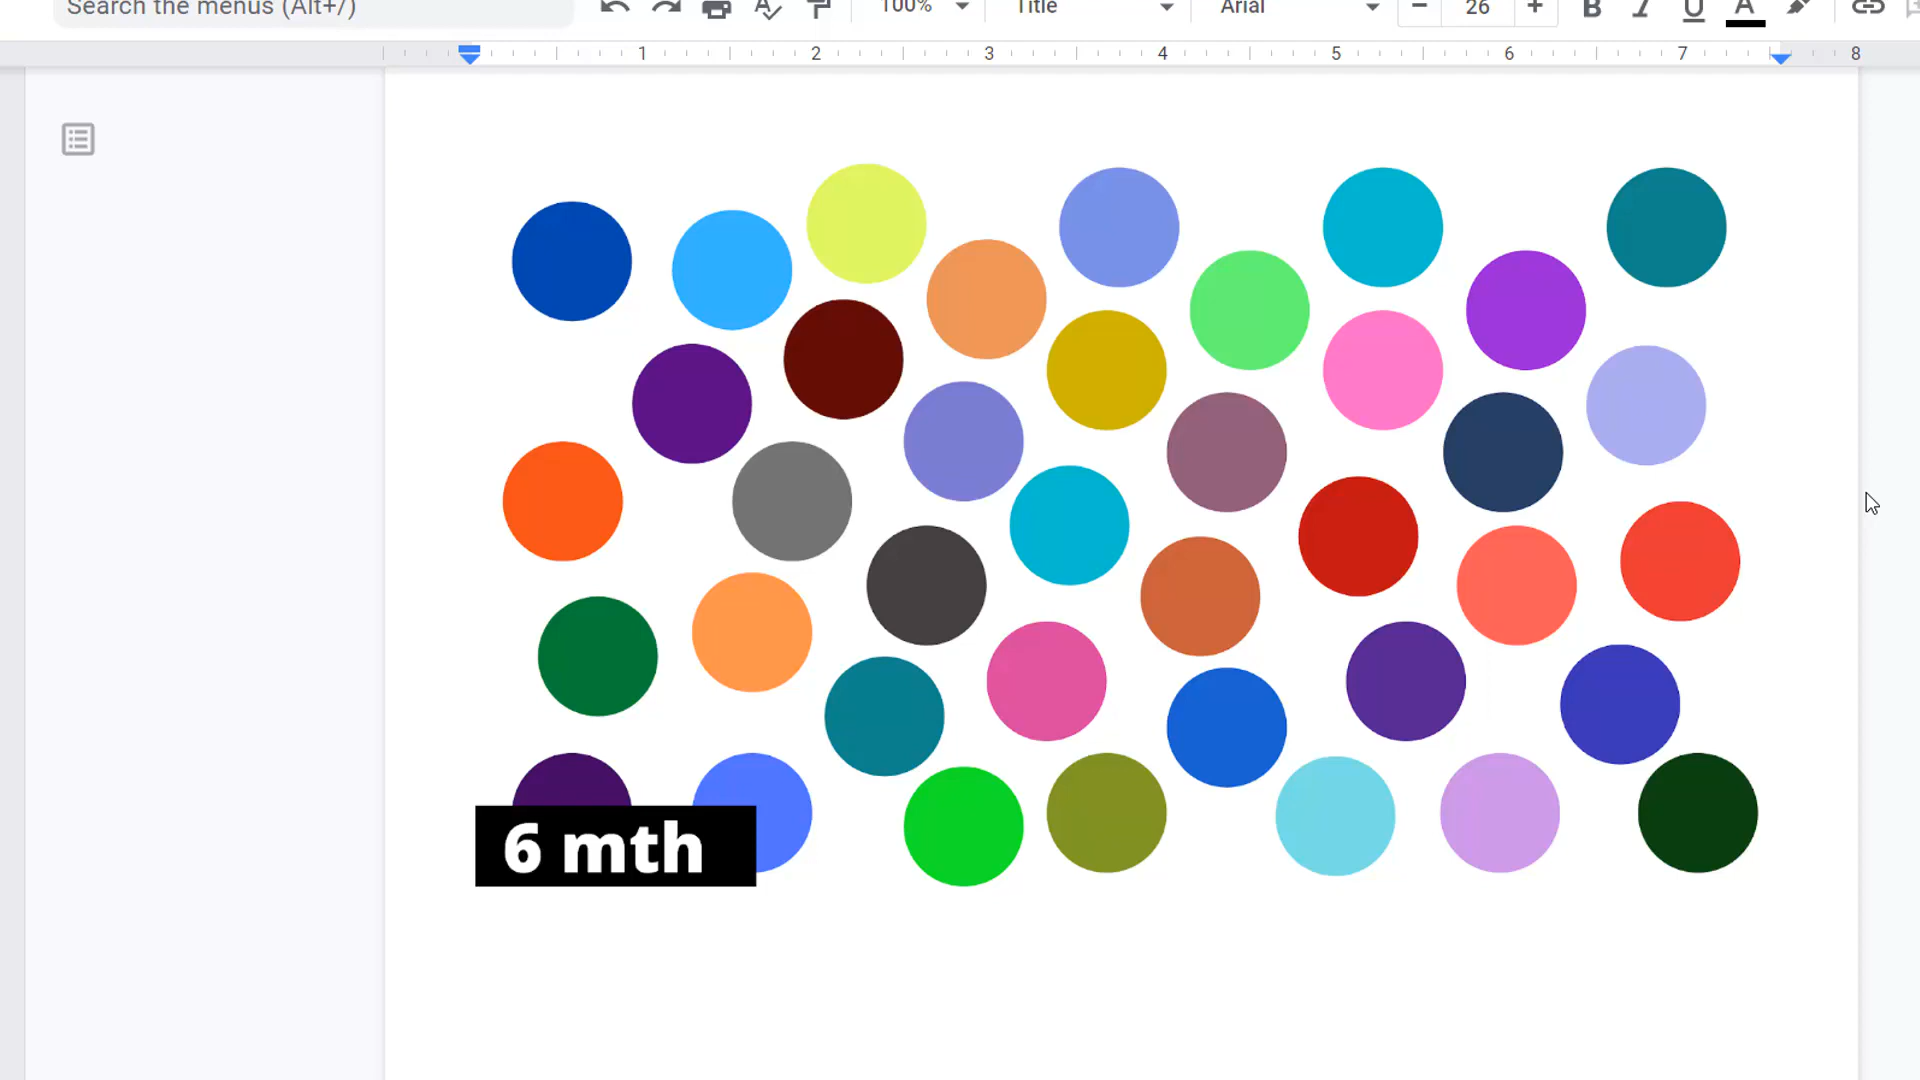 Search the menus (Alt+/) 100% Title Arial 26 B I U A
1 2 3 4 5 6 7 8
6 mth